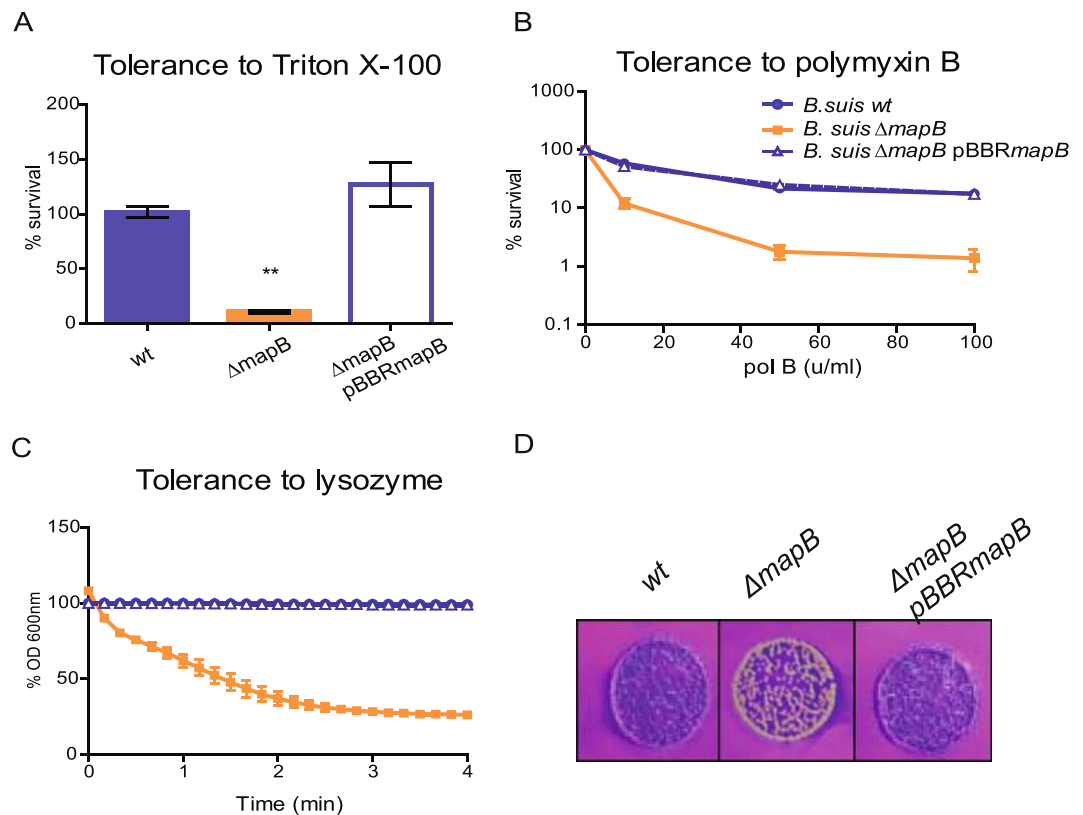 A
Tolerance to Triton X-100
200
150
100
50
0
% survival
**
wt
ΔmapB
ΔmapB
pBBRmapB
B
Tolerance to polymyxin B
1000
100
10
1
0.1
% survival
B.suis wt
B. suis ΔmapB
B. suis ΔmapB pBBRmapB
0 20 40 60 80 100
pol B (u/ml)
C
Tolerance to lysozyme
150
100
50
0
% OD 600nm
0 1 2 3 4
Time (min)
D
wt
ΔmapB
ΔmapB
pBBRmapB